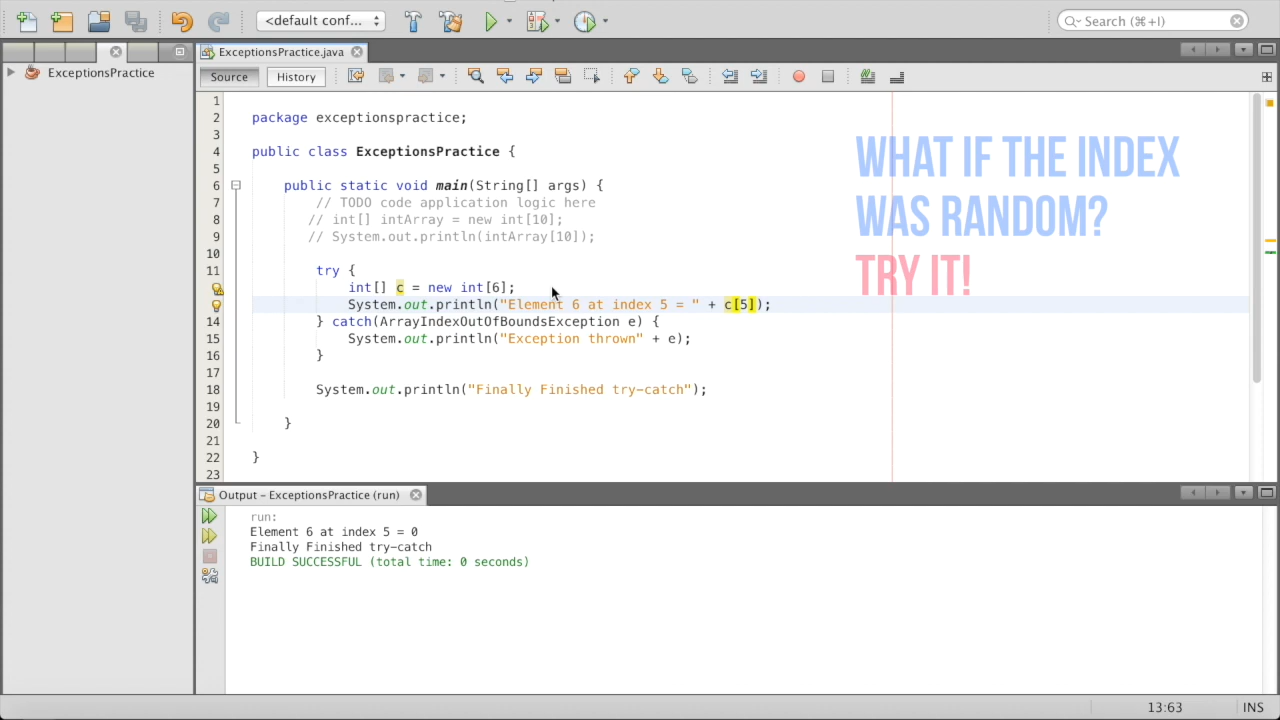 <default conf...
Search (⌘+I)
ExceptionsPractice.java
ExceptionsPractice
Source
History
1
2 package exceptionspractice;
3
4 public class ExceptionsPractice {
5
6 public static void main(String[] args) {
7 // TODO code application logic here
8 // int[] intArray = new int[10];
9 // System.out.println(intArray[10]);
10
11 try {
int[] c = new int[6];
System.out.println("Element 6 at index 5 = " + c[5]);
14 } catch(ArrayIndexOutOfBoundsException e) {
15 System.out.println("Exception thrown" + e);
16 }
17
18 System.out.println("Finally Finished try-catch");
19
20 }
21
22 }
23
WHAT IF THE INDEX
WAS RANDOM?
TRY IT!
Output – ExceptionsPractice (run)
run:
Element 6 at index 5 = 0
Finally Finished try-catch
BUILD SUCCESSFUL (total time: 0 seconds)
13:63
INS